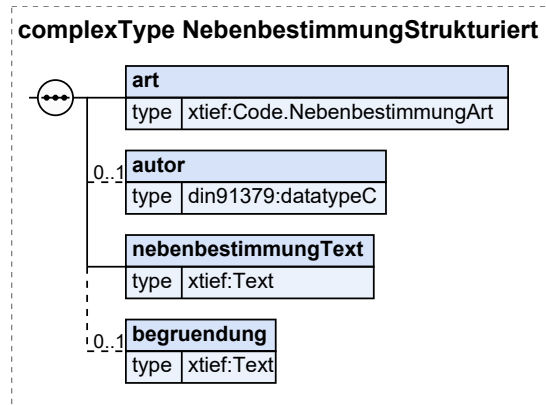 complexType NebenbestimmungStrukturiert
art
type xtief:Code.NebenbestimmungArt
0..1 autor
type din91379:datatypeC
nebenbestimmungText
type xtief:Text
0..1 begruendung
type xtief:Text